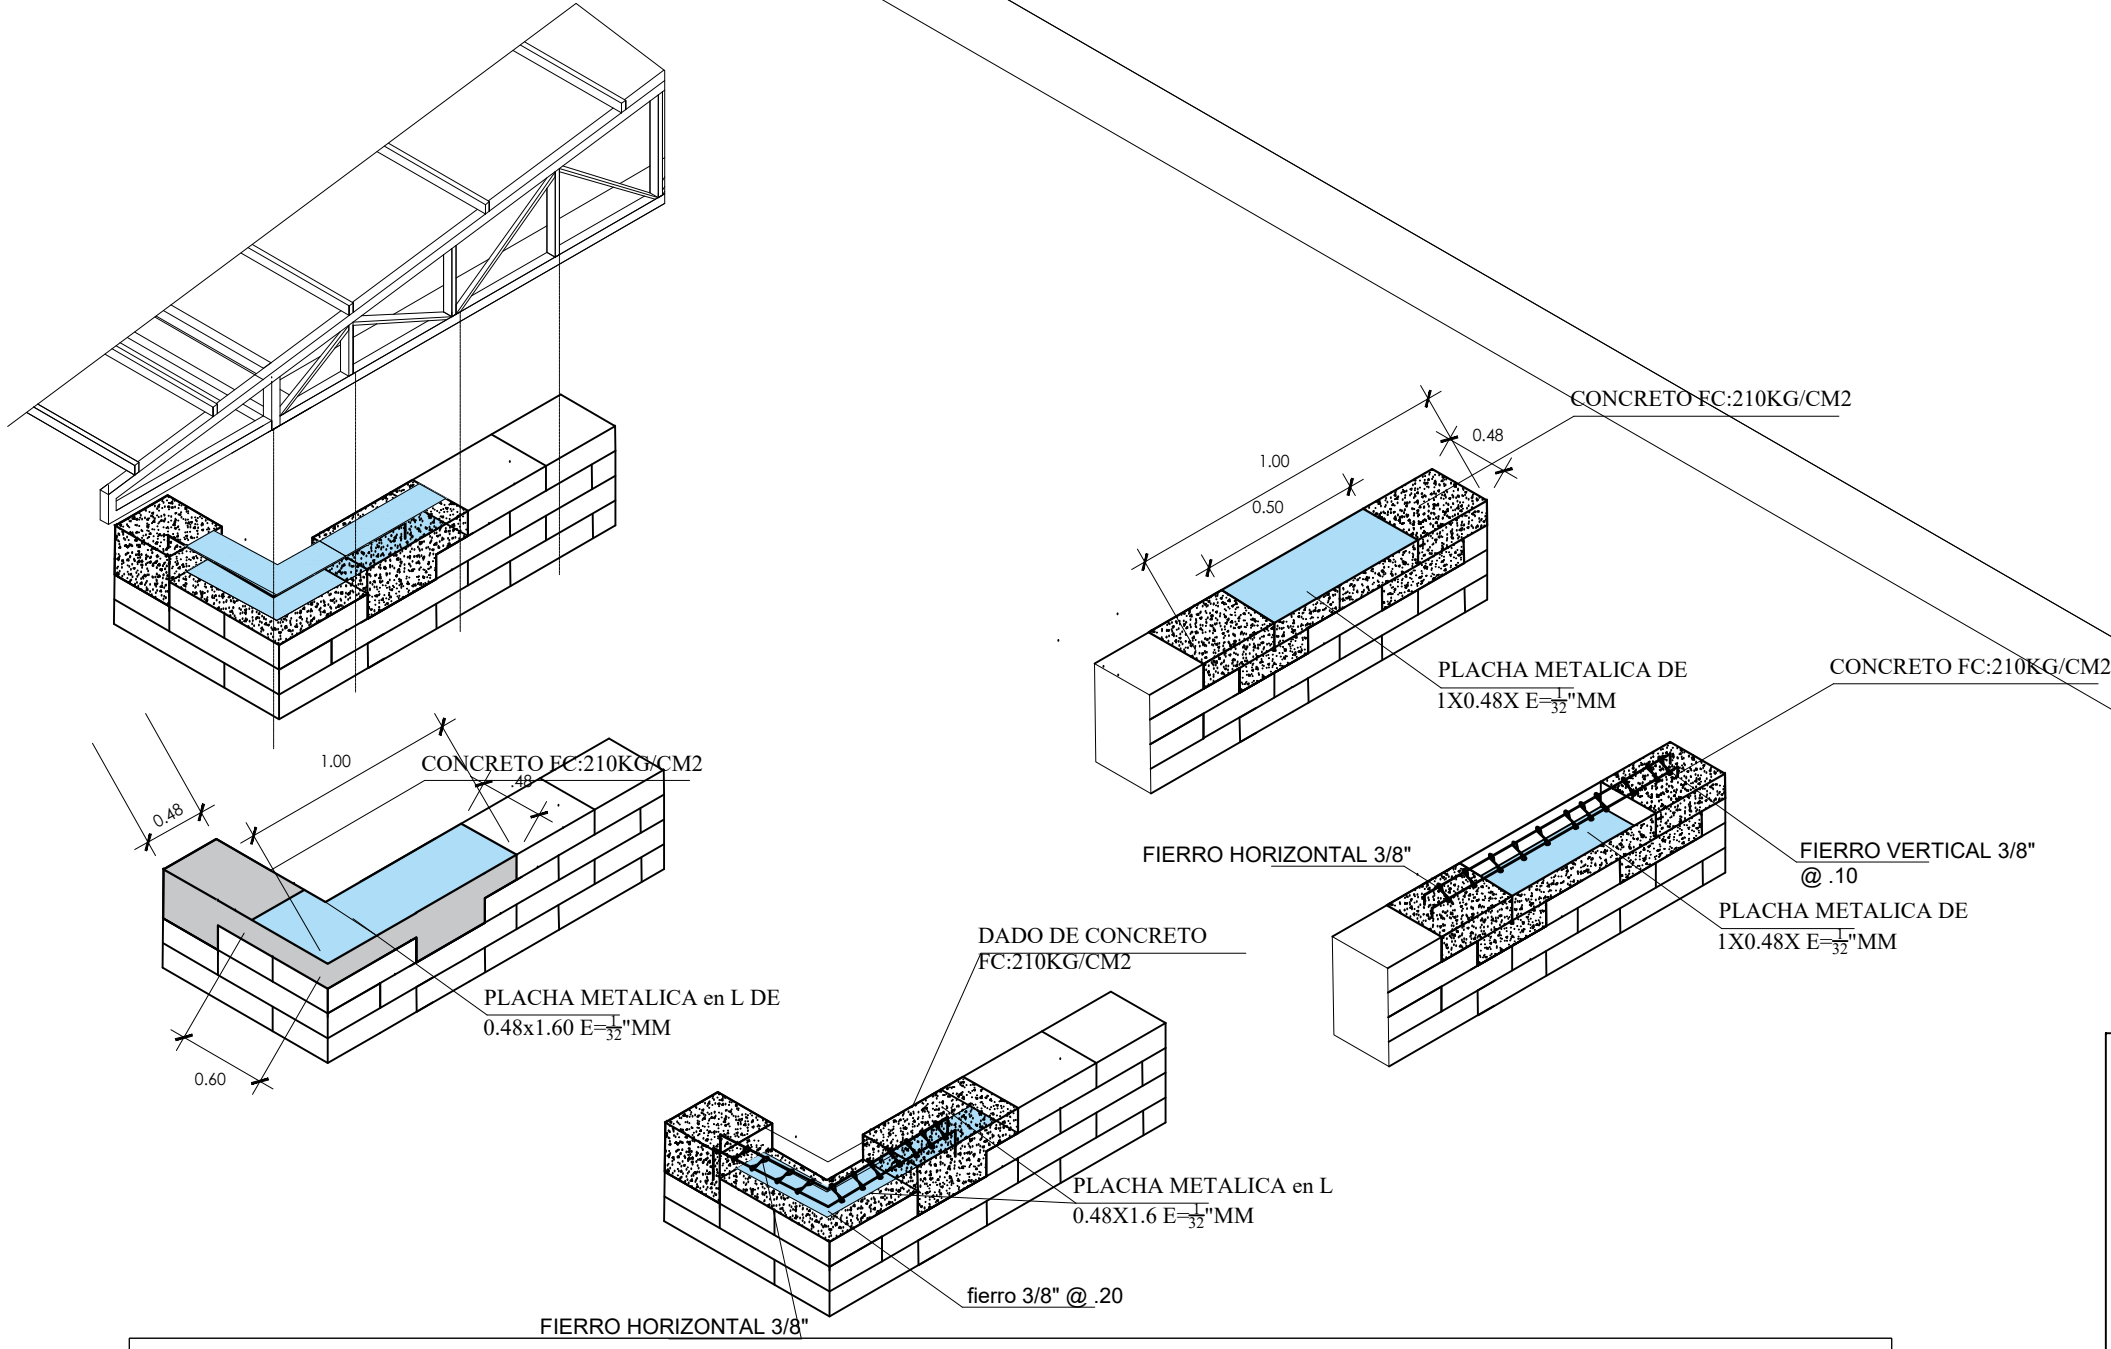 CONCRETO FC:210KG/CM2
0.48
1.00
0.50
PLACHA METALICA DE
1X0.48X E=1/32"MM
CONCRETO FC:210KG/CM2
1.00
CONCRETO FC:210KG/CM2
.48
0.48
FIERRO HORIZONTAL 3/8"
FIERRO VERTICAL 3/8"
@ .10
PLACHA METALICA DE
1X0.48X E=1/32"MM
DADO DE CONCRETO
FC:210KG/CM2
PLACHA METALICA en L DE
0.48x1.60 E=1/32"MM
0.60
PLACHA METALICA en L
0.48X1.6 E=1/32"MM
fierro 3/8" @ .20
FIERRO HORIZONTAL 3/8"